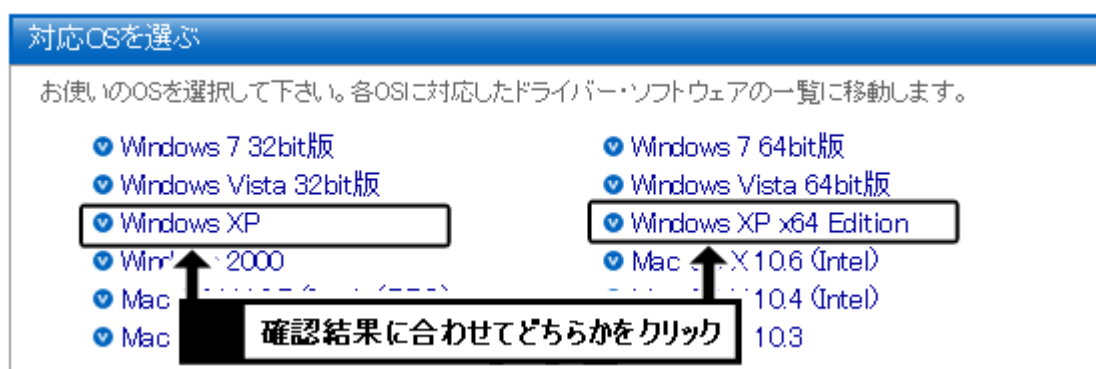 対応OSを選ぶ
お使いのOSを選択して下さい。各OSに対応したドライバー・ソフトウェアの一覧に移動します。
Windows 7 32bit版
Windows 7 64bit版
Windows Vista 32bit版
Windows Vista 64bit版
Windows XP
Windows XP x64 Edition
2000
Mac X 10.6 (Intel)
Mac
10.4 (Intel)
Mac
10.3
確認結果に合わせてどちらかをクリック